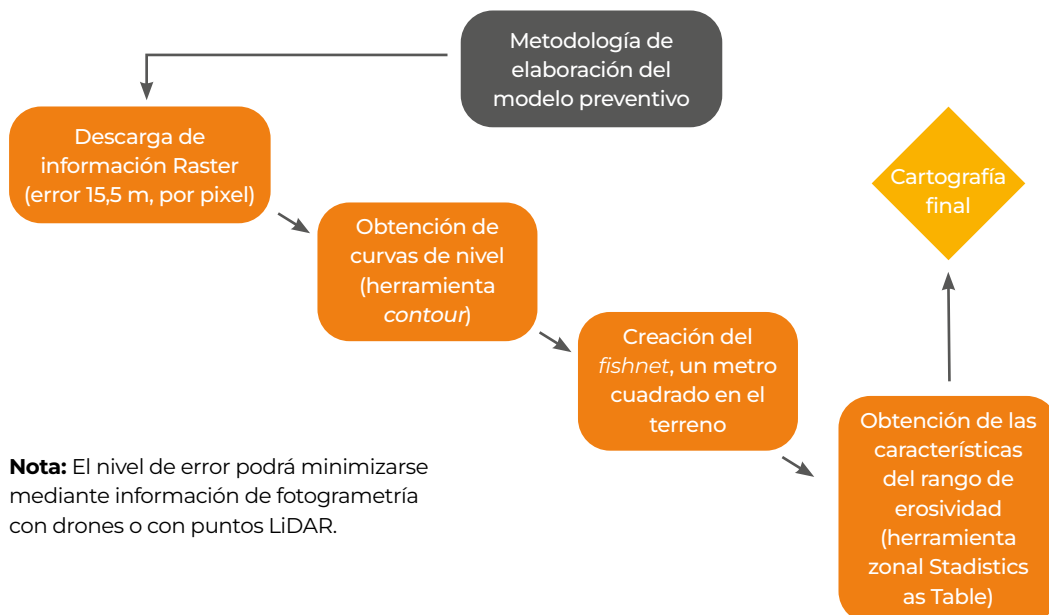 Metodología de
elaboración del
modelo preventivo
Descarga de
información Raster
(error 15,5 m, por pixel)
Obtención de
curvas de nivel
(herramienta
contour)
Creación del
fishnet, un metro
cuadrado en el
terreno
Obtención de las
características
del rango de
erosividad
(herramienta
zonal Stadistics
as Table)
Cartografía
final
Nota: El nivel de error podrá minimizarse
mediante información de fotogrametría
con drones o con puntos LiDAR.